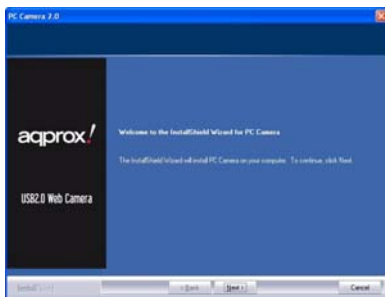 PC Camera 2.0
aqprox!
USB2.0 Web Camera
Welcome to the InstallShield Wizard for PC Camera
The InstallShield Wizard will install PC Camera on your computer. To continue, click Next.
InstallShield
< Back
Next >
Cancel